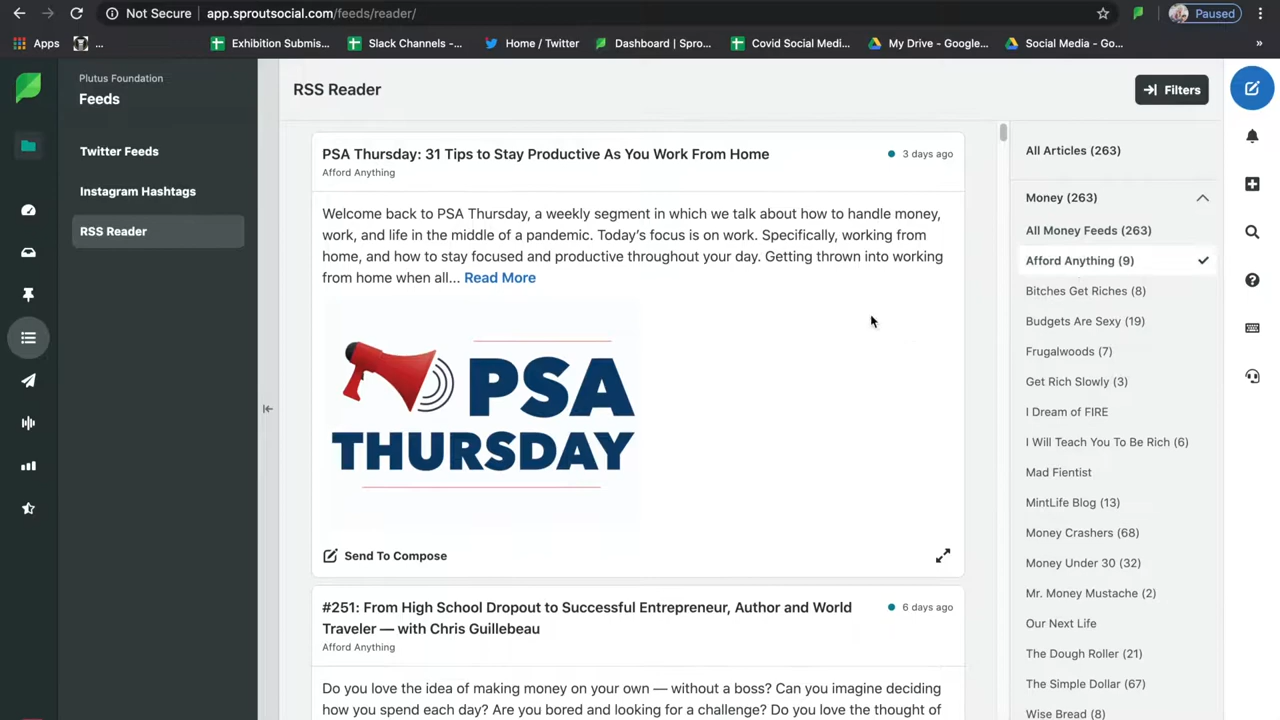 Not Secure app.sproutsocial.com/feeds/reader/ Paused
Apps ... Exhibition Submis... Slack Channels -... Home / Twitter Dashboard | Spro... Covid Social Medi... My Drive - Google... Social Media - Go... »
Plutus Foundation
Feeds
Twitter Feeds
Instagram Hashtags
RSS Reader
RSS Reader
Filters
PSA Thursday: 31 Tips to Stay Productive As You Work From Home
3 days ago
Afford Anything
Welcome back to PSA Thursday, a weekly segment in which we talk about how to handle money,
work, and life in the middle of a pandemic. Today's focus is on work. Specifically, working from
home, and how to stay focused and productive throughout your day. Getting thrown into working
from home when all... Read More
PSA
THURSDAY
Send To Compose
#251: From High School Dropout to Successful Entrepreneur, Author and World
Traveler — with Chris Guillebeau
6 days ago
Afford Anything
Do you love the idea of making money on your own — without a boss? Can you imagine deciding
how you spend each day? Are you bored and looking for a challenge? Do you love the thought of
All Articles (263)
Money (263)
All Money Feeds (263)
Afford Anything (9)
Bitches Get Riches (8)
Budgets Are Sexy (19)
Frugalwoods (7)
Get Rich Slowly (3)
I Dream of FIRE
I Will Teach You To Be Rich (6)
Mad Fientist
MintLife Blog (13)
Money Crashers (68)
Money Under 30 (32)
Mr. Money Mustache (2)
Our Next Life
The Dough Roller (21)
The Simple Dollar (67)
Wise Bread (8)